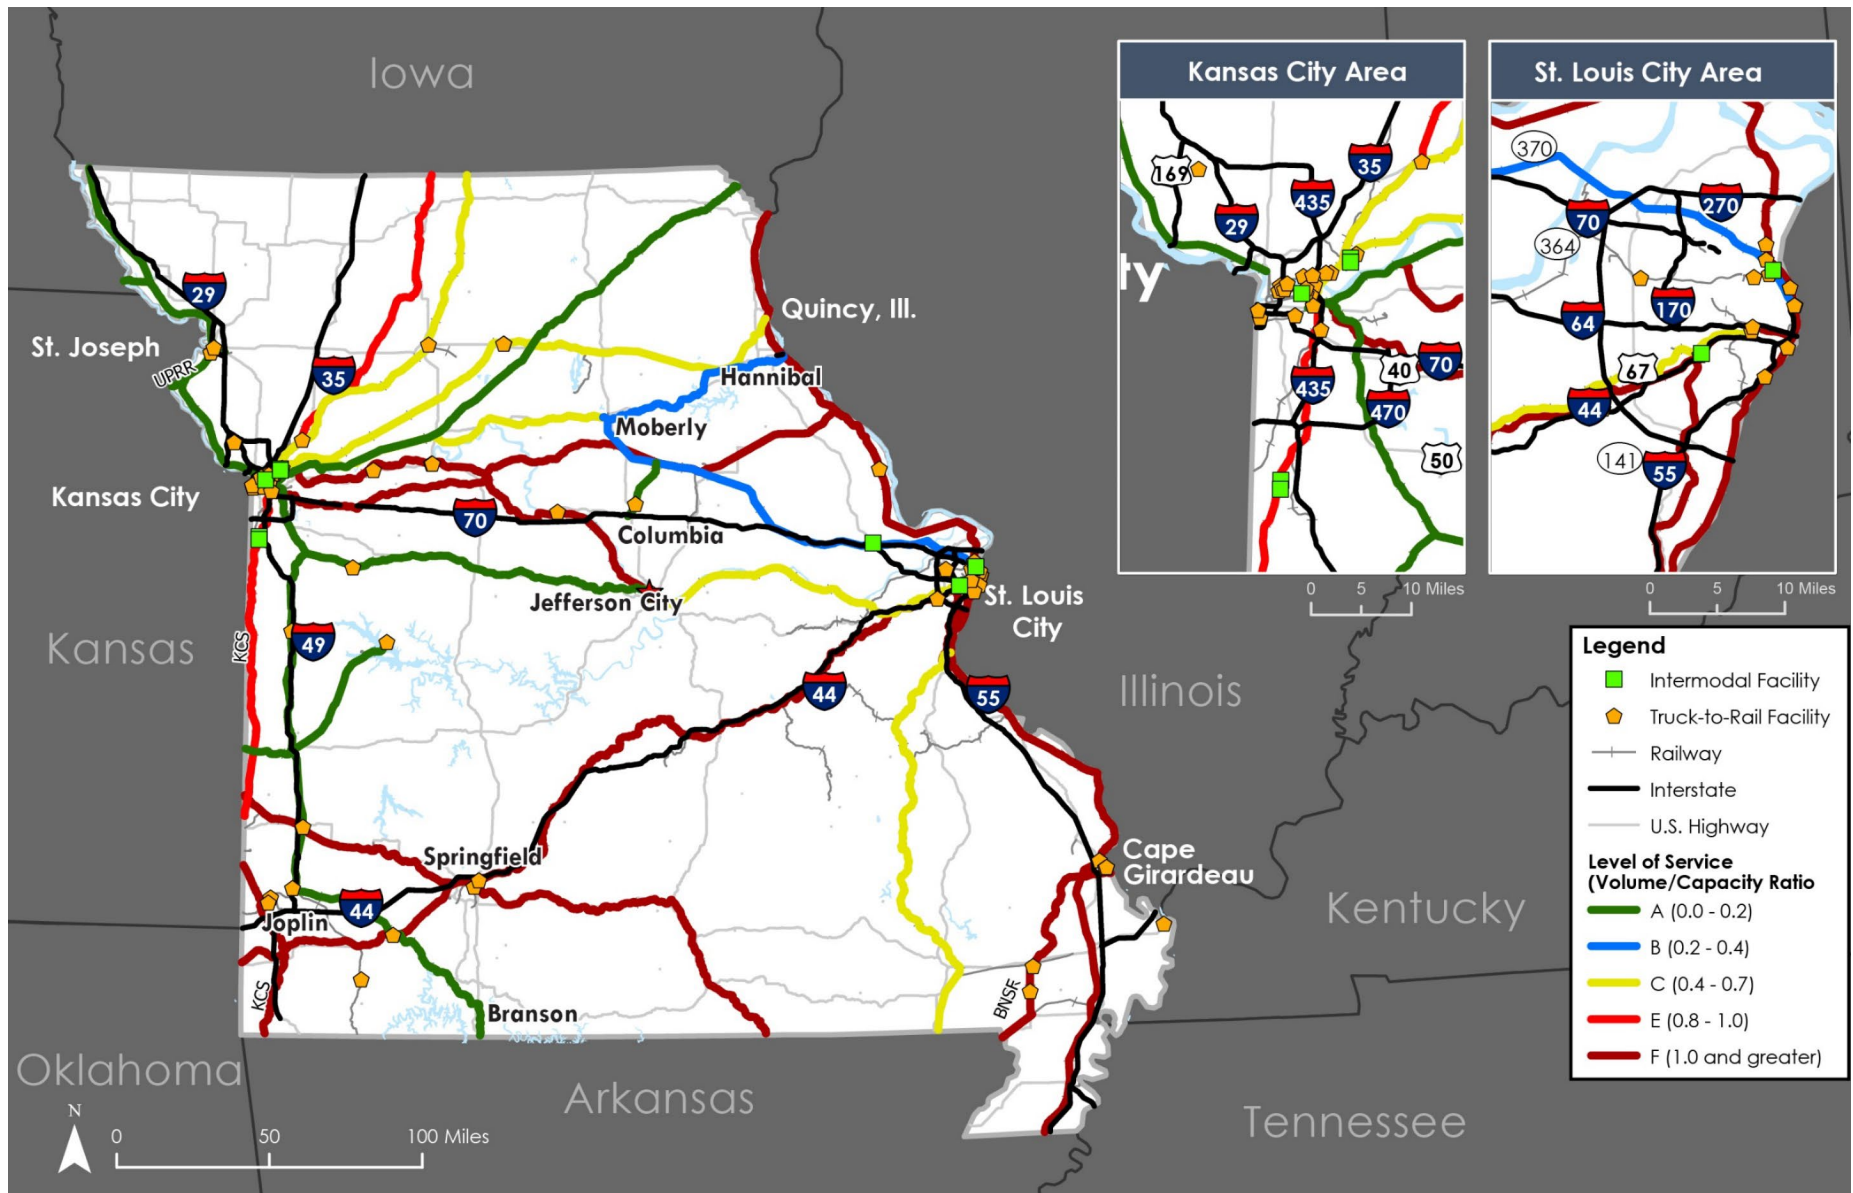 Iowa
Kansas City Area
St. Louis City Area
370
35
169
435
29
70
270
364
64
170
ty
67
44
435
70
40
470
50
141
55
0 5 10 Miles
0 5 10 Miles
29
Quincy, Ill.
St. Joseph
UPRR
35
Hannibal
Moberly
Kansas City
70
Columbia
Jefferson City
St. Louis
City
Kansas
KCS
49
44
55
Illinois
Springfield
Cape
Girardeau
44
Joplin
Kentucky
KCS
BNSF
Branson
Oklahoma
Arkansas
Tennessee
N
0 50 100 Miles
Legend
Intermodal Facility
Truck-to-Rail Facility
Railway
Interstate
U.S. Highway
Level of Service
(Volume/Capacity Ratio
A (0.0 - 0.2)
B (0.2 - 0.4)
C (0.4 - 0.7)
E (0.8 - 1.0)
F (1.0 and greater)